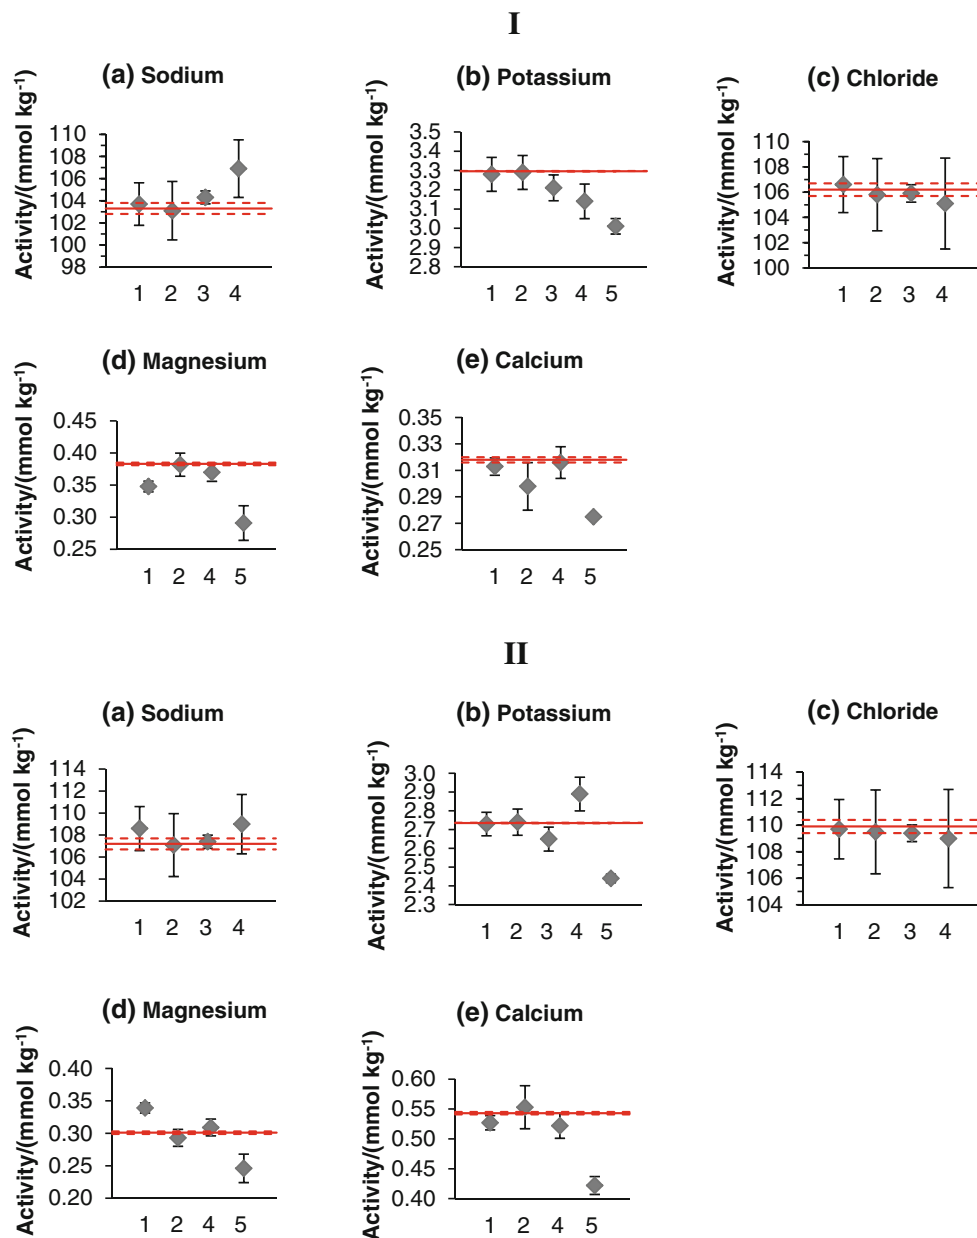 I
(a) Sodium
Activity/(mmol kg-1)
110
108
106
104
102
100
98
1 2 3 4
(b) Potassium
Activity/(mmol kg-1)
3.5
3.4
3.3
3.2
3.1
3.0
2.9
2.8
1 2 3 4 5
(c) Chloride
Activity/(mmol kg-1)
110
108
106
104
102
100
1 2 3 4
(d) Magnesium
Activity/(mmol kg-1)
0.45
0.40
0.35
0.30
0.25
1 2 4 5
(e) Calcium
Activity/(mmol kg-1)
0.35
0.33
0.31
0.29
0.27
0.25
1 2 4 5
II
(a) Sodium
Activity/(mmol kg-1)
114
112
110
108
106
104
102
1 2 3 4
(b) Potassium
Activity/(mmol kg-1)
3.0
2.9
2.8
2.7
2.6
2.5
2.4
2.3
1 2 3 4 5
(c) Chloride
Activity/(mmol kg-1)
114
112
110
108
106
104
1 2 3 4
(d) Magnesium
Activity/(mmol kg-1)
0.40
0.35
0.30
0.25
0.20
1 2 4 5
(e) Calcium
Activity/(mmol kg-1)
0.60
0.55
0.50
0.45
0.40
1 2 4 5